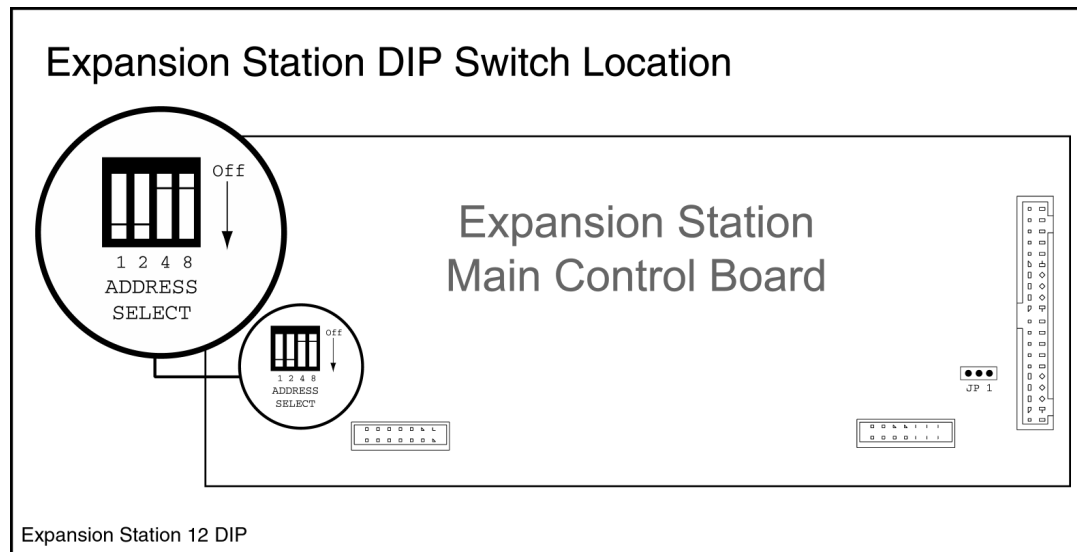 Expansion Station DIP Switch Location
Off
1 2 4 8
ADDRESS
SELECT
Expansion Station
Main Control Board
Off
1 2 4 8
ADDRESS
SELECT
JP 1
Expansion Station 12 DIP